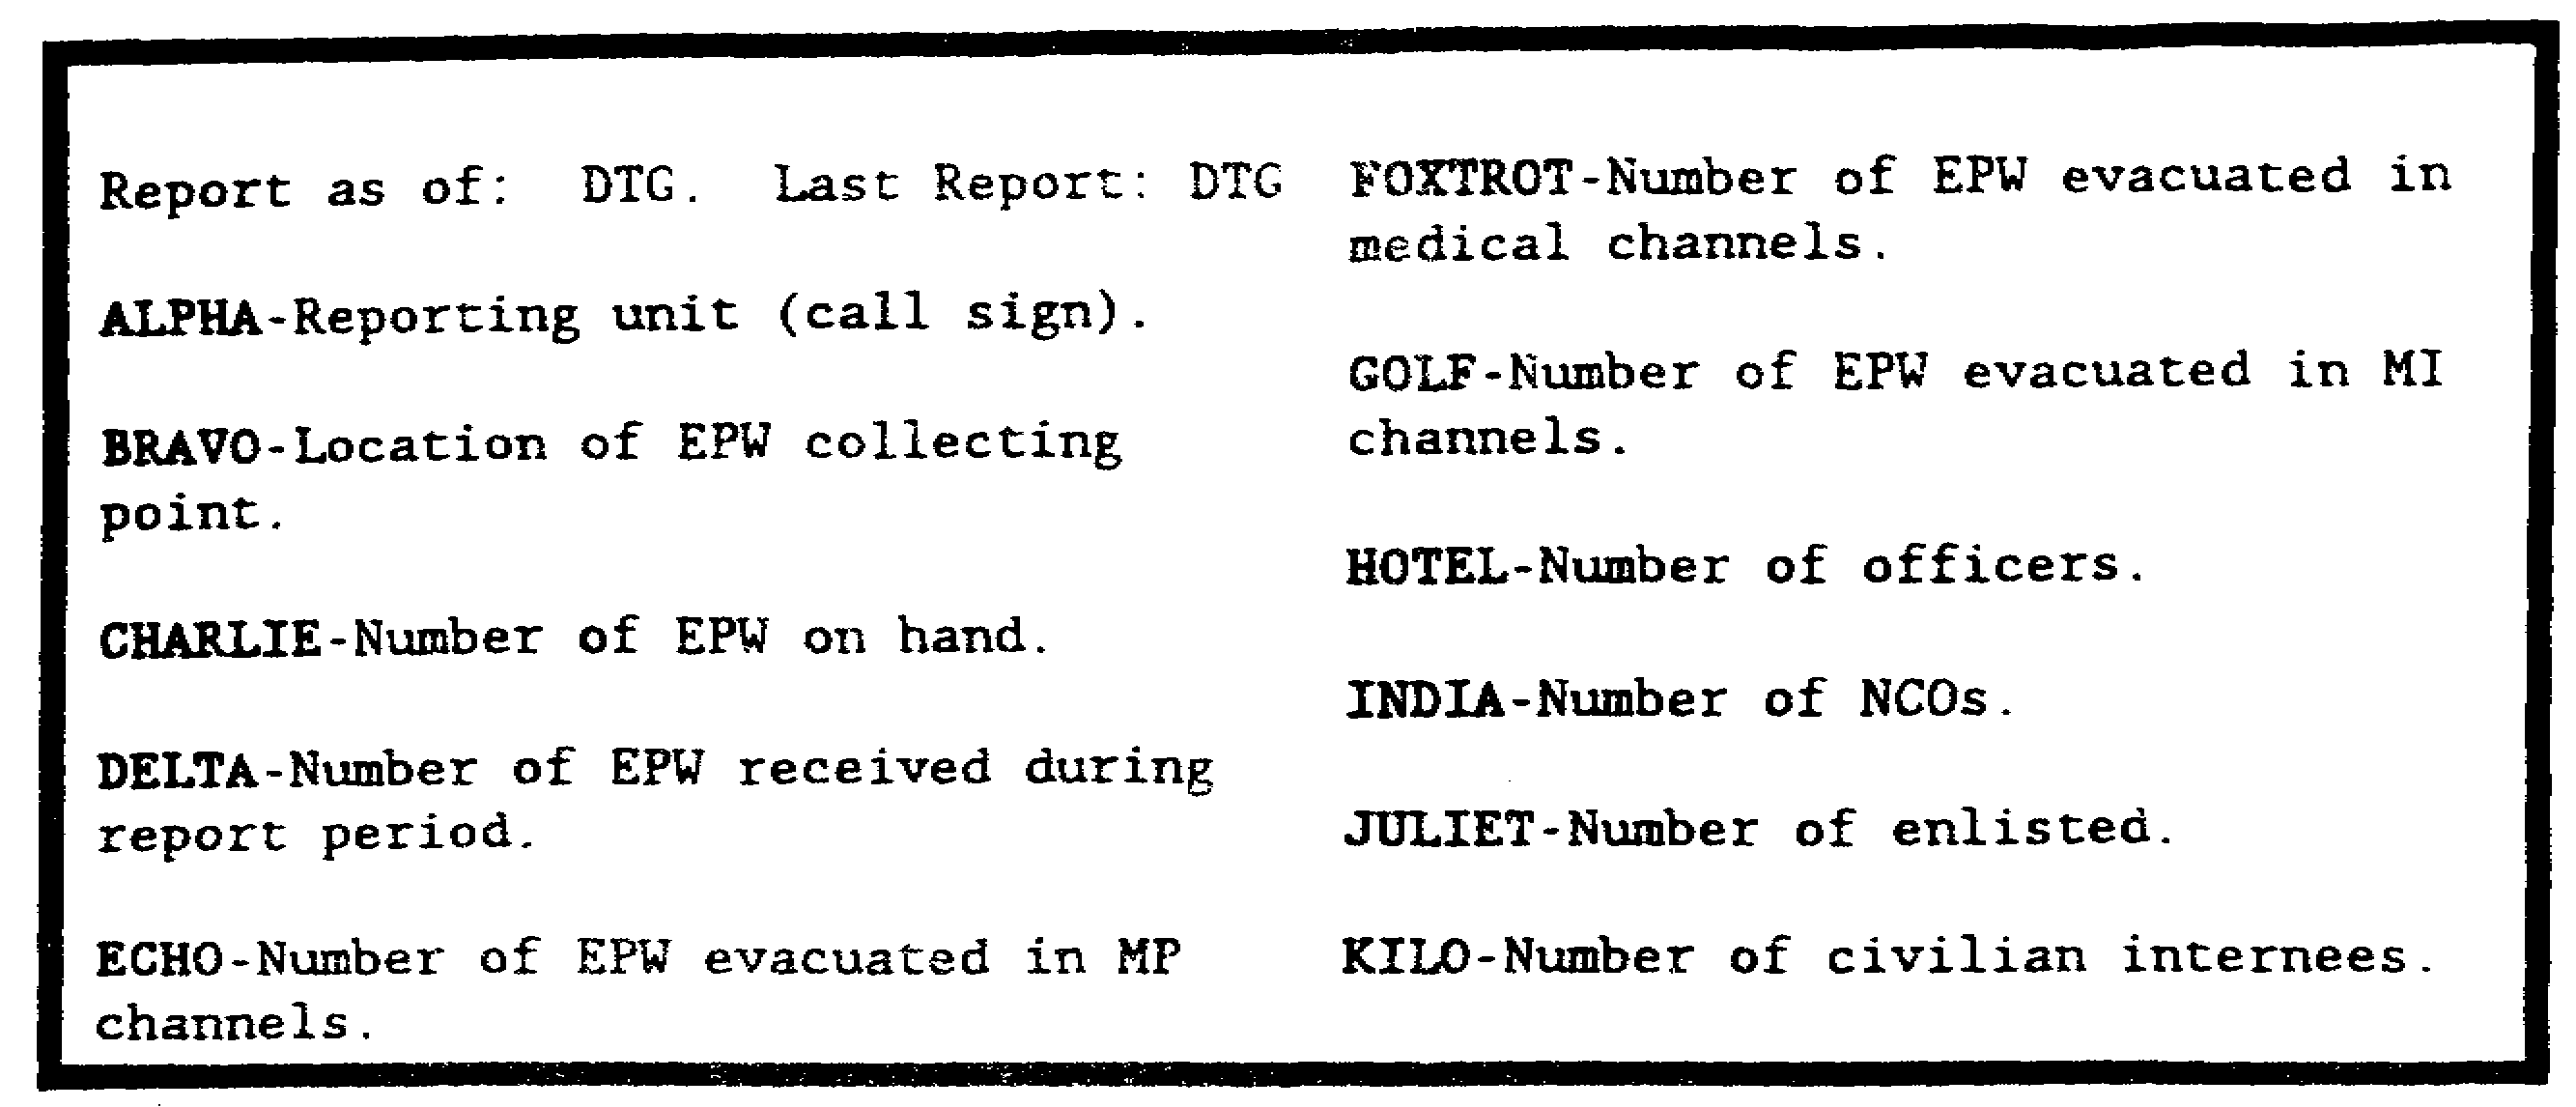 Report as of: DTG. Last Report: DTG
ALPHA-Reporting unit (call sign).
BRAVO-Location of EPW collecting
point.
CHARLIE-Number of EPW on hand.
DELTA-Number of EPW received during
report period.
ECHO-Number of EPW evacuated in MP
channels.
FOXTROT-Number of EPW evacuated in
medical channels.
GOLF-Number of EPW evacuated in MI
channels.
HOTEL-Number of officers.
INDIA-Number of NCOs.
JULIET-Number of enlisted.
KILO-Number of civilian internees.